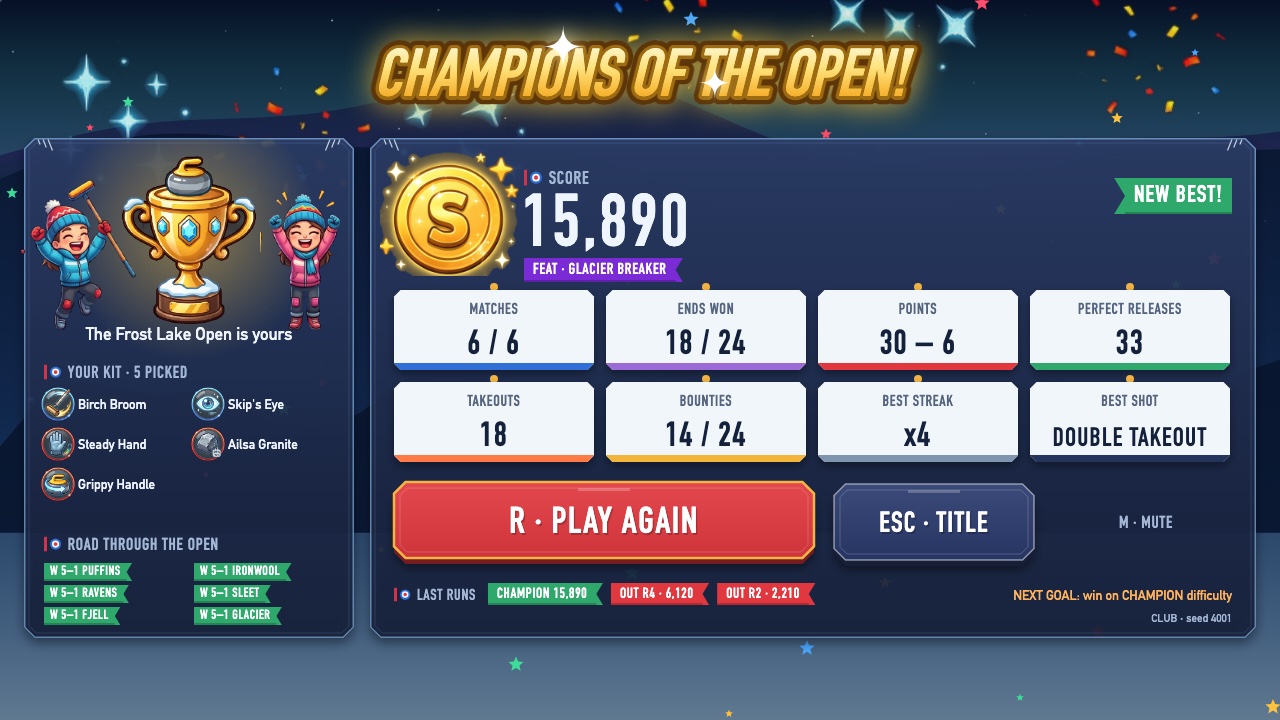 CHAMPIONS OF THE OPEN!
The Frost Lake Open is yours
YOUR KIT · 5 PICKED
Birch Broom
Skip's Eye
Steady Hand
Ailsa Granite
Grippy Handle
ROAD THROUGH THE OPEN
W 5–1 PUFFINS
W 5–1 IRONWOOL
W 5–1 RAVENS
W 5–1 SLEET
W 5–1 FJELL
W 5–1 GLACIER
S
SCORE
15,890
FEAT · GLACIER BREAKER
NEW BEST!
MATCHES
6 / 6
ENDS WON
18 / 24
POINTS
30 – 6
PERFECT RELEASES
33
TAKEOUTS
18
BOUNTIES
14 / 24
BEST STREAK
x4
BEST SHOT
DOUBLE TAKEOUT
R · PLAY AGAIN
ESC · TITLE
M · MUTE
LAST RUNS
CHAMPION 15,890
OUT R4 · 6,120
OUT R2 · 2,210
NEXT GOAL: win on CHAMPION difficulty
CLUB · seed 4001